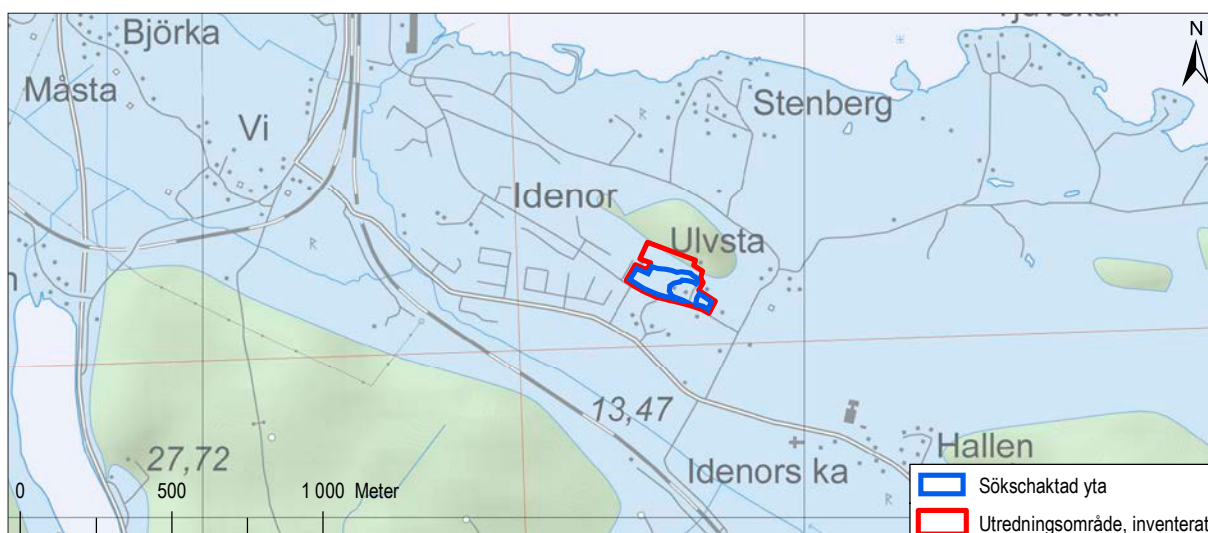 Björka
N
Måsta
Vi
Stenberg
R
Idenor
Ulvsta
R
13,47
27,72
Idenors ka
Hallen
R
0 500 1 000 Meter
Sökschaktad yta
Utredningsområde, inventerat